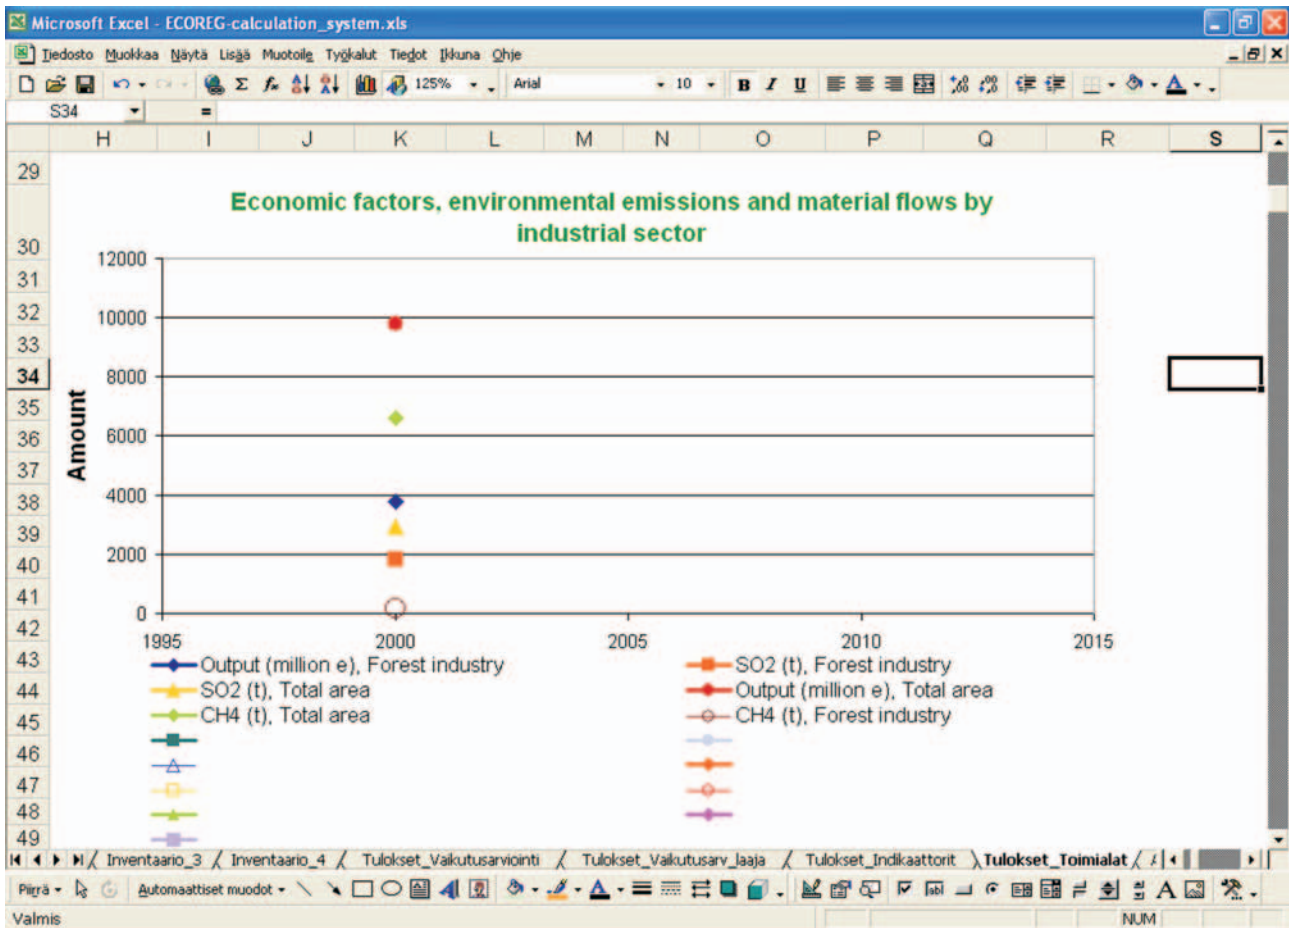 Microsoft Excel - ECOREG-calculation_system.xls
Tiedosto Muokkaa Näytä Lisää Muotoile Työkalut Tiedot Ikkuna Ohje
125% Arial 10 B I U
S34 =
H I J K L M N O P Q R S
29
Economic factors, environmental emissions and material flows by
industrial sector
30
12000
31
32
10000
33
34
8000
35
Amount
36
6000
37
38
4000
39
40
2000
41
0
42
1995 2000 2005 2010 2015
43
Output (million e), Forest industry SO2 (t), Forest industry
44
SO2 (t), Total area Output (million e), Total area
45
CH4 (t), Total area CH4 (t), Forest industry
46
47
48
49
Inventaario_3 Inventaario_4 Tulokset_Vaikutusarviointi Tulokset_Vaikutusarv_laaja Tulokset_Indikaattorit Tulokset_Toimialat
Piirrä Automaattiset muodot
Valmis NUM